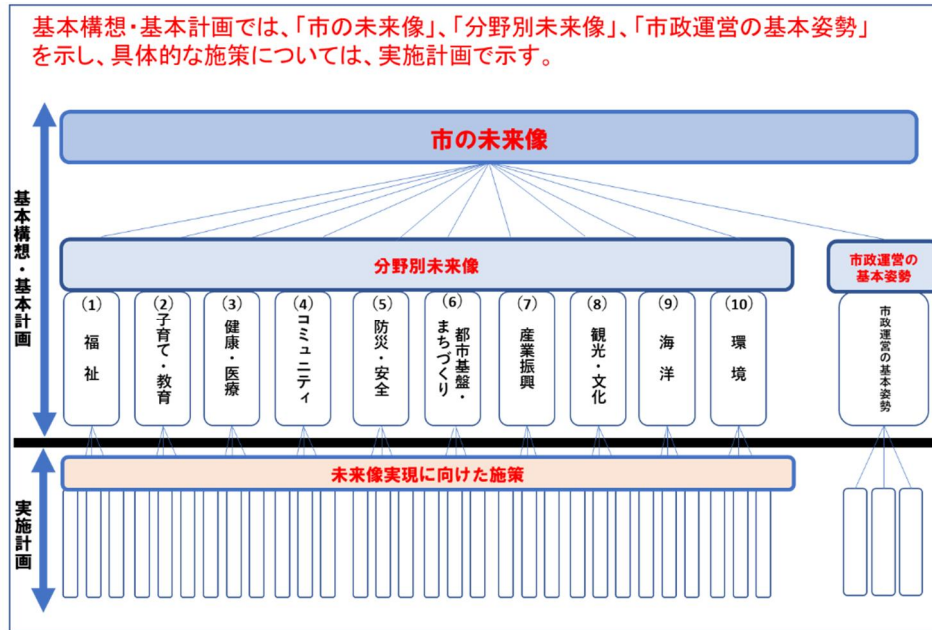 基本構想・基本計画では、「市の未来像」、「分野別未来像」、「市政運営の基本姿勢」
を示し、具体的な施策については、実施計画で示す。
市の未来像
基本構想・基本計画
分野別未来像
市政運営の
基本姿勢
(1)
福祉
(2)
子育て・教育
(3)
健康・医療
(4)
コミュニティ
(5)
防災・安全
(6)
都市基盤・
まちづくり
(7)
産業振興
(8)
観光・文化
(9)
海洋
(10)
環境
市政運営の基本姿勢
実施計画
未来像実現に向けた施策